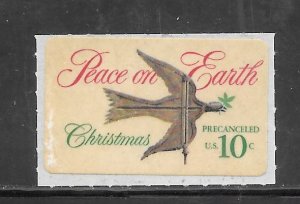 Peace on Earth
Christmas
PRECANCELED
U.S. 10c